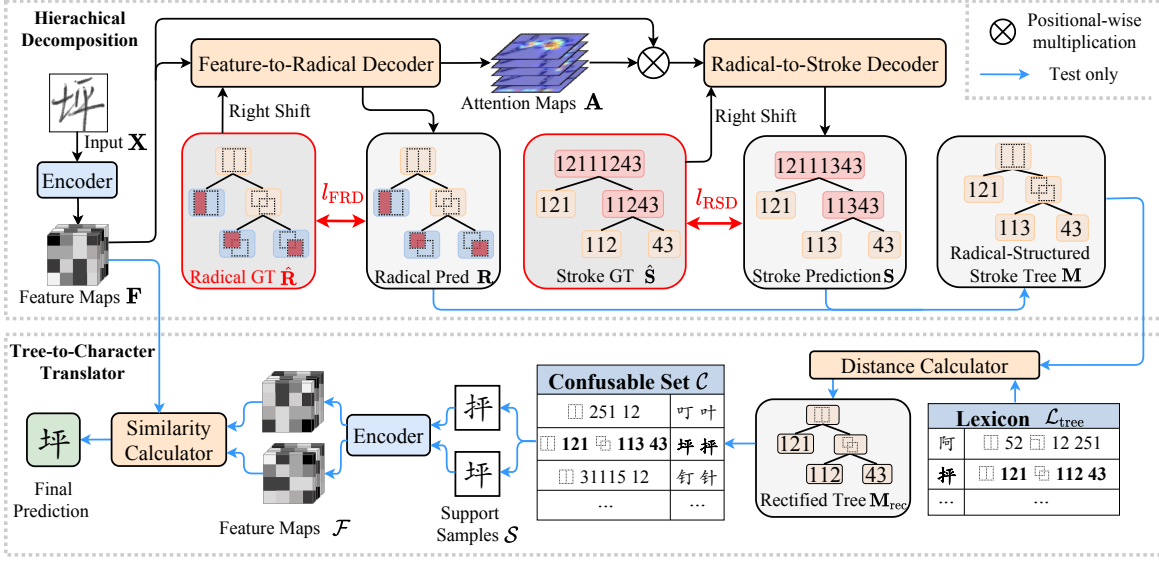 Hierachical
Decomposition
坪
Input X
Encoder
Feature Maps F
Feature-to-Radical Decoder
Right Shift
Attention Maps A
Radical-to-Stroke Decoder
Right Shift
Positional-wise
multiplication
Test only
Radical GT R̂
l_FRD
Radical Pred R
12111243
121 11243
112 43
Stroke GT Ŝ
l_RSD
12111343
121 11343
113 43
Stroke Prediction S
121
113 43
Radical-Structured
Stroke Tree M
Tree-to-Character
Translator
坪
Final
Prediction
Similarity
Calculator
Feature Maps ℱ
Encoder
抨
坪
Support
Samples 𝒮
Confusable Set 𝒞
⿰ 251 12 叮 叶
⿰ 121 ⿻ 113 43 坪 抨
⿰ 31115 12 钉 针
... ...
Distance Calculator
121
112 43
Rectified Tree M_rec
Lexicon ℒ_tree
阿 ⿰ 52 ⿹ 12 251
抨 ⿰ 121 ⿻ 112 43
... ...